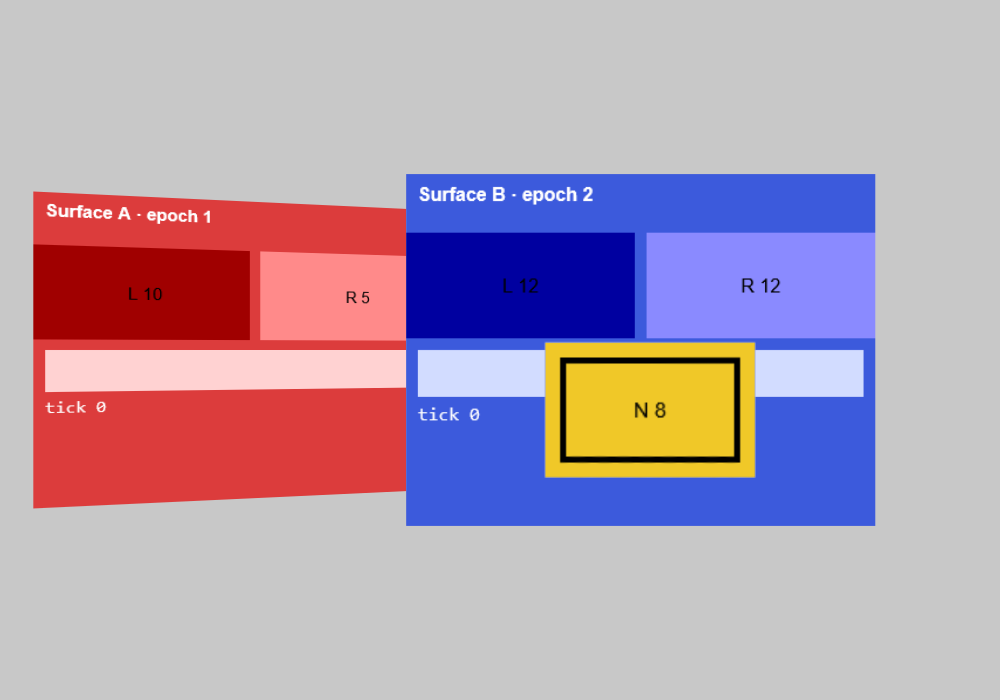 Surface A · epoch 1
L 10
R 5
tick 0
Surface B · epoch 2
L 12
R 12
tick 0
N 8